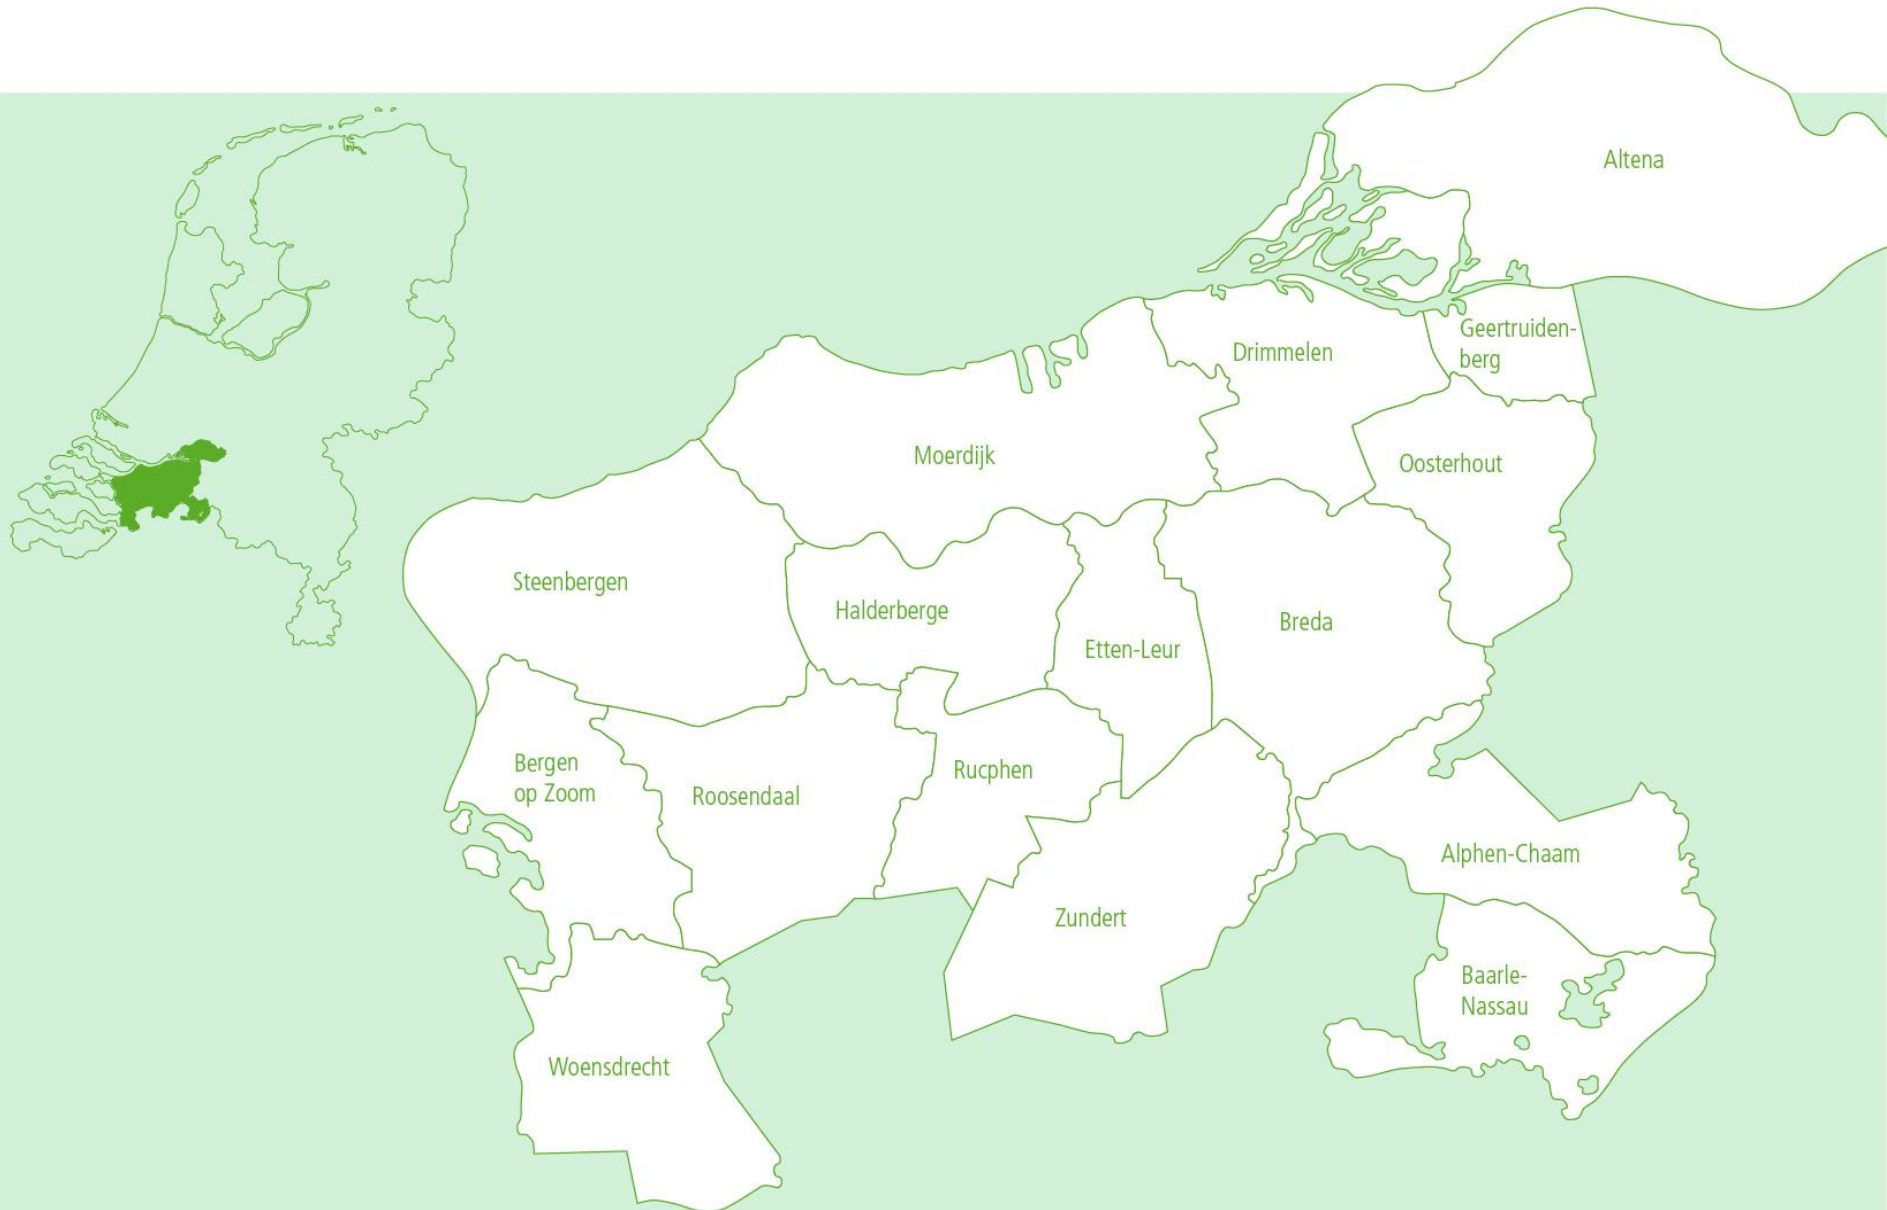 Altena
Geertruiden-
berg
Drimmelen
Moerdijk
Oosterhout
Steenbergen
Halderberge
Breda
Etten-Leur
Bergen
op Zoom
Rucphen
Roosendaal
Alphen-Chaam
Zundert
Baarle-
Nassau
Woensdrecht